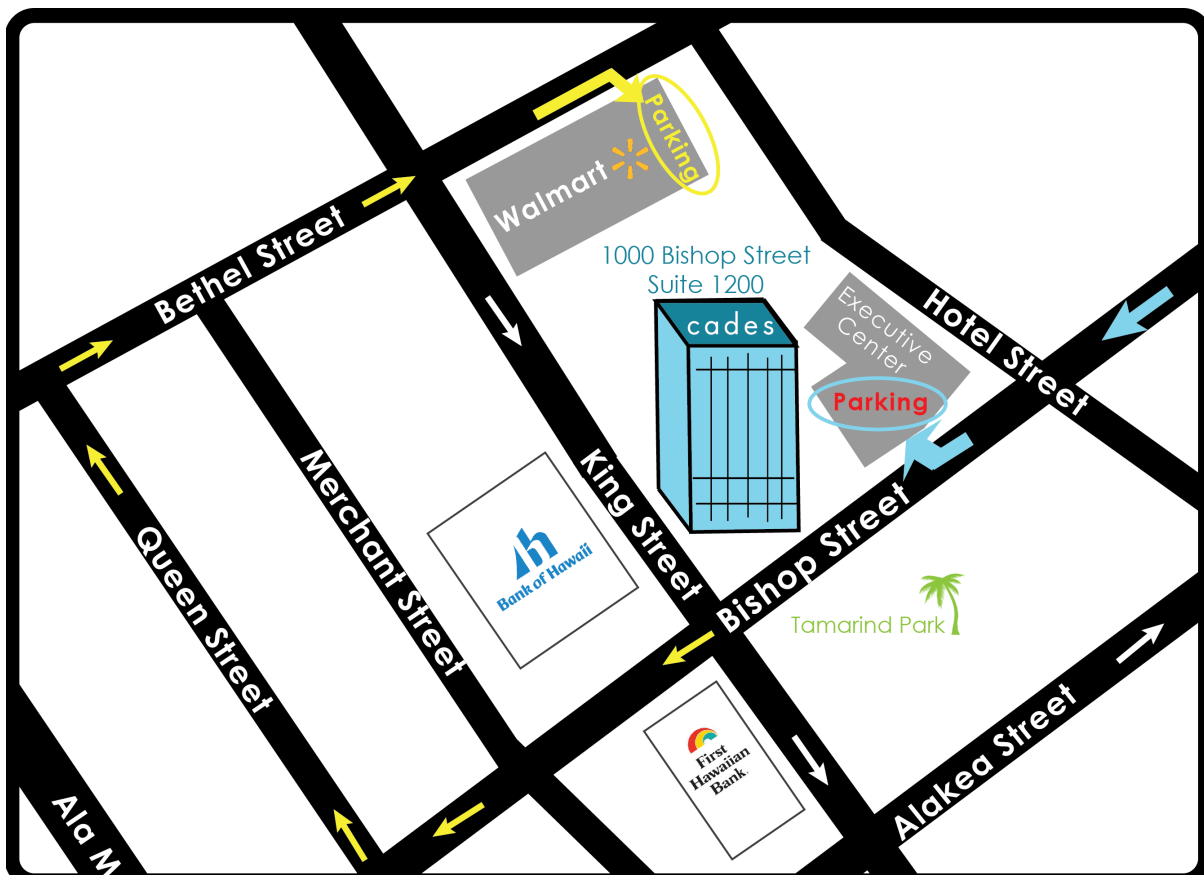 Parking
Walmart
Bethel Street
1000 Bishop Street
Suite 1200
cades
Executive
Center
Parking
Hotel Street
King Street
Merchant Street
Queen Street
Bank of Hawaii
Bishop Street
Tamarind Park
First
Hawaiian
Bank
Alakea Street
Ala M